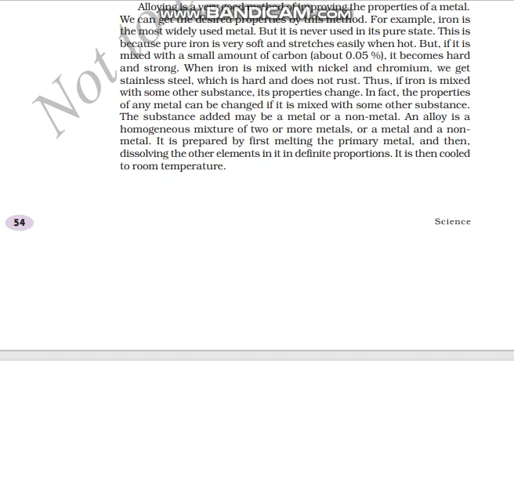 Alloying is a very good method of improving the properties of a metal.
www.BANDICAM.com
We can get the desired properties by this method. For example, iron is
the most widely used metal. But it is never used in its pure state. This is
because pure iron is very soft and stretches easily when hot. But, if it is
mixed with a small amount of carbon (about 0.05 %), it becomes hard
and strong. When iron is mixed with nickel and chromium, we get
stainless steel, which is hard and does not rust. Thus, if iron is mixed
with some other substance, its properties change. In fact, the properties
of any metal can be changed if it is mixed with some other substance.
The substance added may be a metal or a non-metal. An alloy is a
homogeneous mixture of two or more metals, or a metal and a non-
metal. It is prepared by first melting the primary metal, and then,
dissolving the other elements in it in definite proportions. It is then cooled
to room temperature.
Not to
54
Science